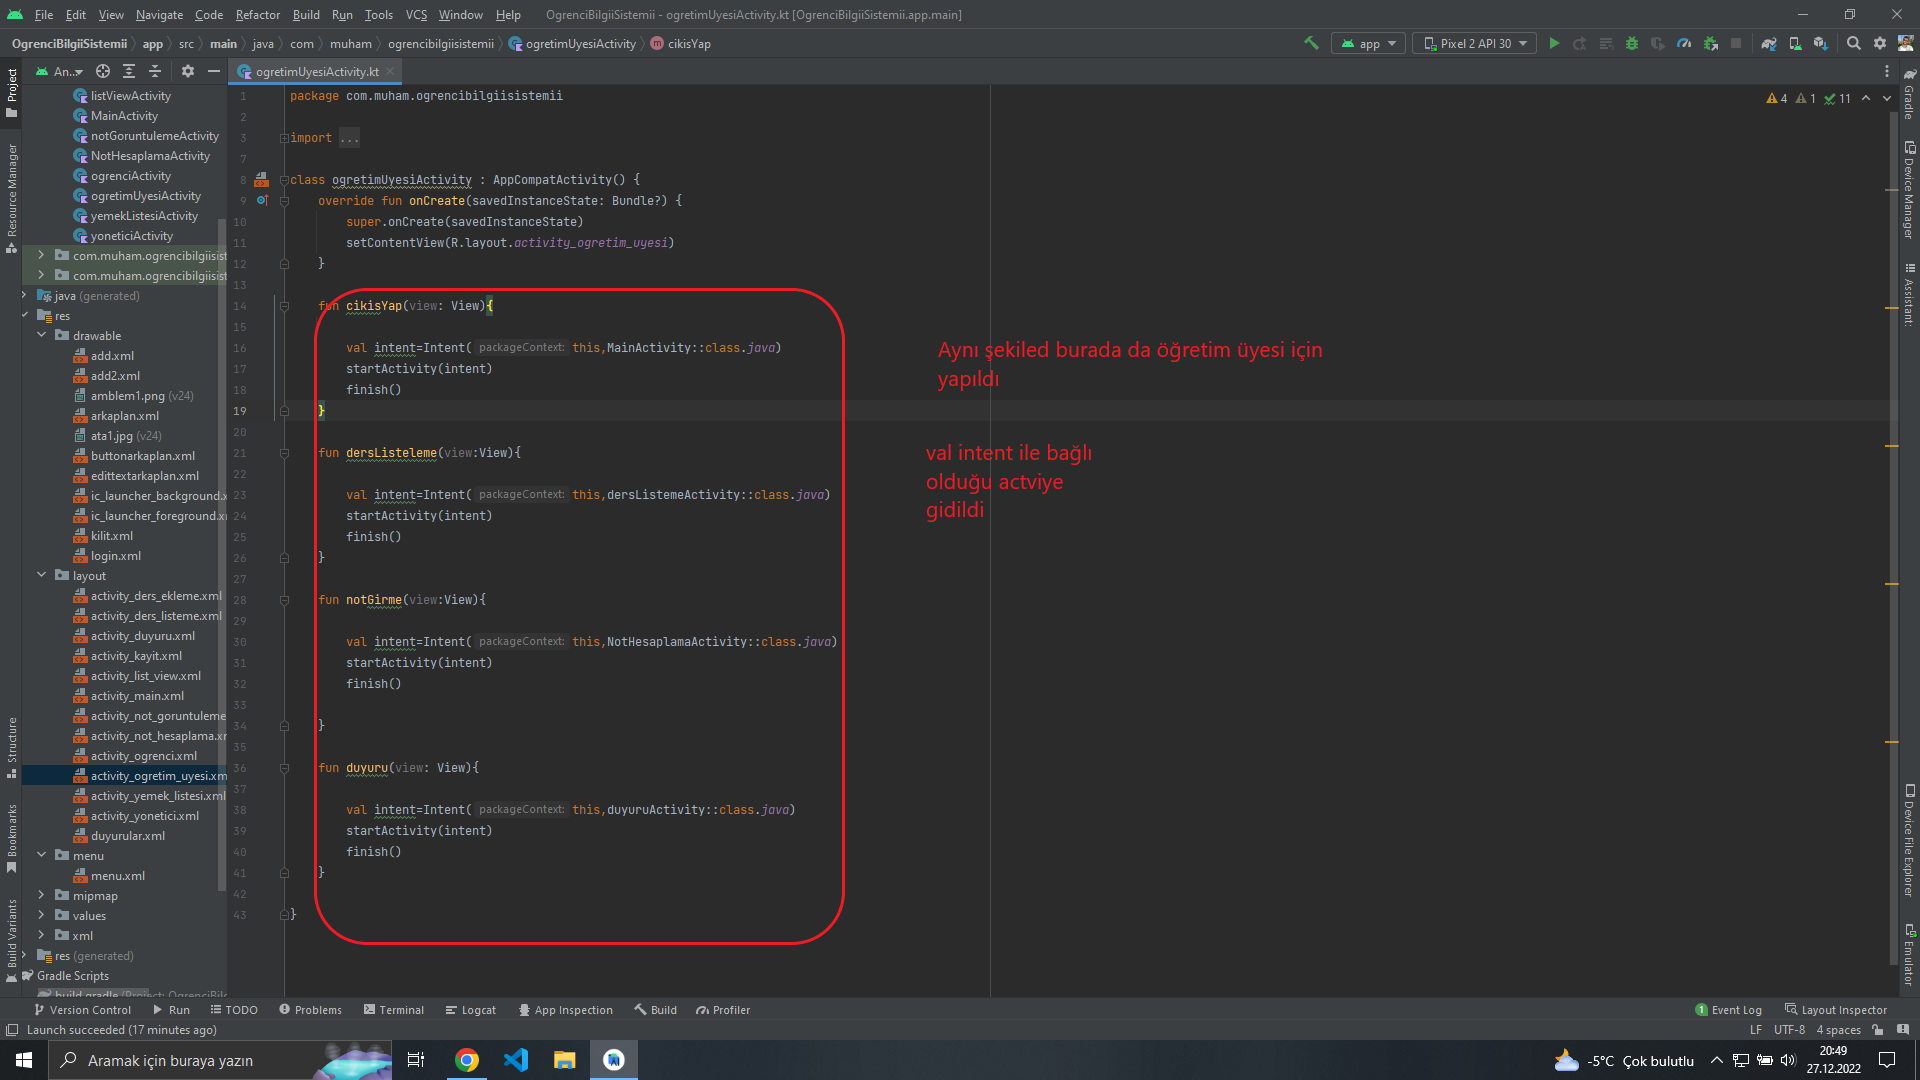 File Edit View Navigate Code Refactor Build Run Tools VCS Window Help OgrenciBilgiiSistemii - ogretimUyesiActivity.kt [OgrenciBilgiiSistemii.app.main]
OgrenciBilgiiSistemii app src main java com muham ogrencibilgiisistemii ogretimUyesiActivity cikisYap app Pixel 2 API 30
An... ogretimUyesiActivity.kt
Project
Resource Manager
Structure
Bookmarks
Build Variants
listViewActivity
MainActivity
notGoruntulemeActivity
NotHesaplamaActivity
ogrenciActivity
ogretimUyesiActivity
yemekListesiActivity
yoneticiActivity
com.muham.ogrencibilgiisist
com.muham.ogrencibilgiisist
java (generated)
res
drawable
add.xml
add2.xml
amblem1.png (v24)
arkaplan.xml
ata1.jpg (v24)
buttonarkaplan.xml
edittextarkaplan.xml
ic_launcher_background.x
ic_launcher_foreground.x
kilit.xml
login.xml
layout
activity_ders_ekleme.xml
activity_ders_listeme.xml
activity_duyuru.xml
activity_kayit.xml
activity_list_view.xml
activity_main.xml
activity_not_goruntuleme
activity_not_hesaplama.xr
activity_ogrenci.xml
activity_ogretim_uyesi.xm
activity_yemek_listesi.xml
activity_yonetici.xml
duyurular.xml
menu
menu.xml
mipmap
values
xml
res (generated)
Gradle Scripts
build.gradle (Project: OgrenciBil
1 package com.muham.ogrencibilgiisistemii
2
3 import ...
7
8 class ogretimUyesiActivity : AppCompatActivity() {
9 override fun onCreate(savedInstanceState: Bundle?) {
10 super.onCreate(savedInstanceState)
11 setContentView(R.layout.activity_ogretim_uyesi)
12 }
13
14 fun cikisYap(view: View){
15
16 val intent=Intent( packageContext: this,MainActivity::class.java)
17 startActivity(intent)
18 finish()
19 }
20
21 fun dersListeleme(view:View){
22
23 val intent=Intent( packageContext: this,dersListemeActivity::class.java)
24 startActivity(intent)
25 finish()
26 }
27
28 fun notGirme(view:View){
29
30 val intent=Intent( packageContext: this,NotHesaplamaActivity::class.java)
31 startActivity(intent)
32 finish()
33
34 }
35
36 fun duyuru(view: View){
37
38 val intent=Intent( packageContext: this,duyuruActivity::class.java)
39 startActivity(intent)
40 finish()
41 }
42
43 }
Aynı şekiled burada da öğretim üyesi için
yapıldı
val intent ile bağlı
olduğu actviye
gidildi
4 1 11
Gradle
Device Manager
Assistant:
Device File Explorer
Emulator
Version Control Run TODO Problems Terminal Logcat App Inspection Build Profiler 1 Event Log Layout Inspector
Launch succeeded (17 minutes ago) LF UTF-8 4 spaces
Aramak için buraya yazın -5°C Çok bulutlu 20:49
27.12.2022